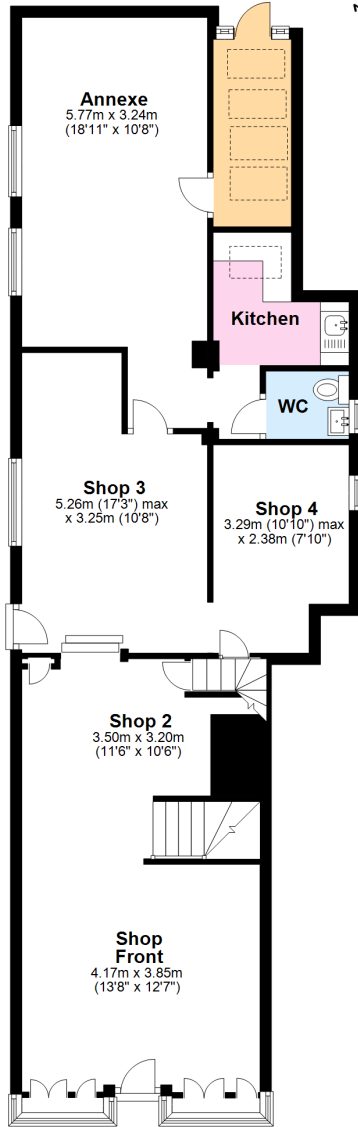 Annexe
5.77m x 3.24m
(18'11" x 10'8")
Kitchen
WC
Shop 3
5.26m (17'3") max
x 3.25m (10'8")
Shop 4
3.29m (10'10") max
x 2.38m (7'10")
Shop 2
3.50m x 3.20m
(11'6" x 10'6")
Shop
Front
4.17m x 3.85m
(13'8" x 12'7")